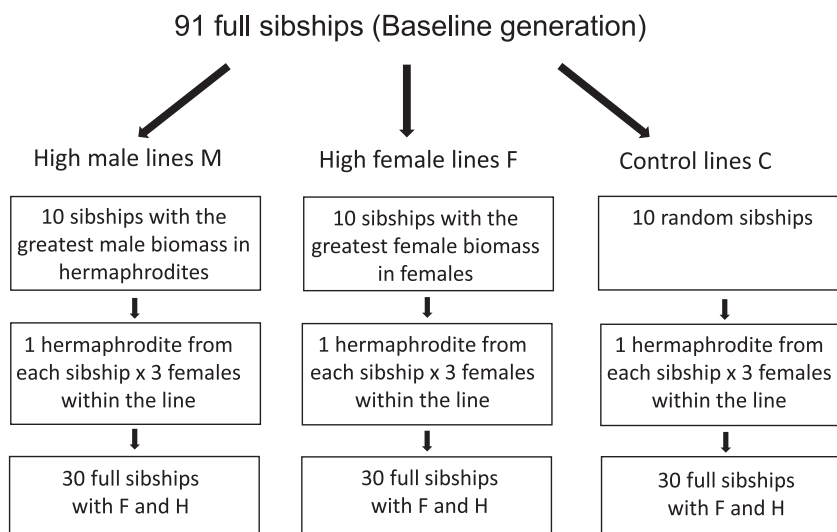 91 full sibships (Baseline generation)
High male lines M
10 sibships with the
greatest male biomass in
hermaphrodites
1 hermaphrodite from
each sibship x 3 females
within the line
30 full sibships
with F and H
High female lines F
10 sibships with the
greatest female biomass
in females
1 hermaphrodite from
each sibship x 3 females
within the line
30 full sibships
with F and H
Control lines C
10 random sibships
1 hermaphrodite from
each sibship x 3 females
within the line
30 full sibships
with F and H